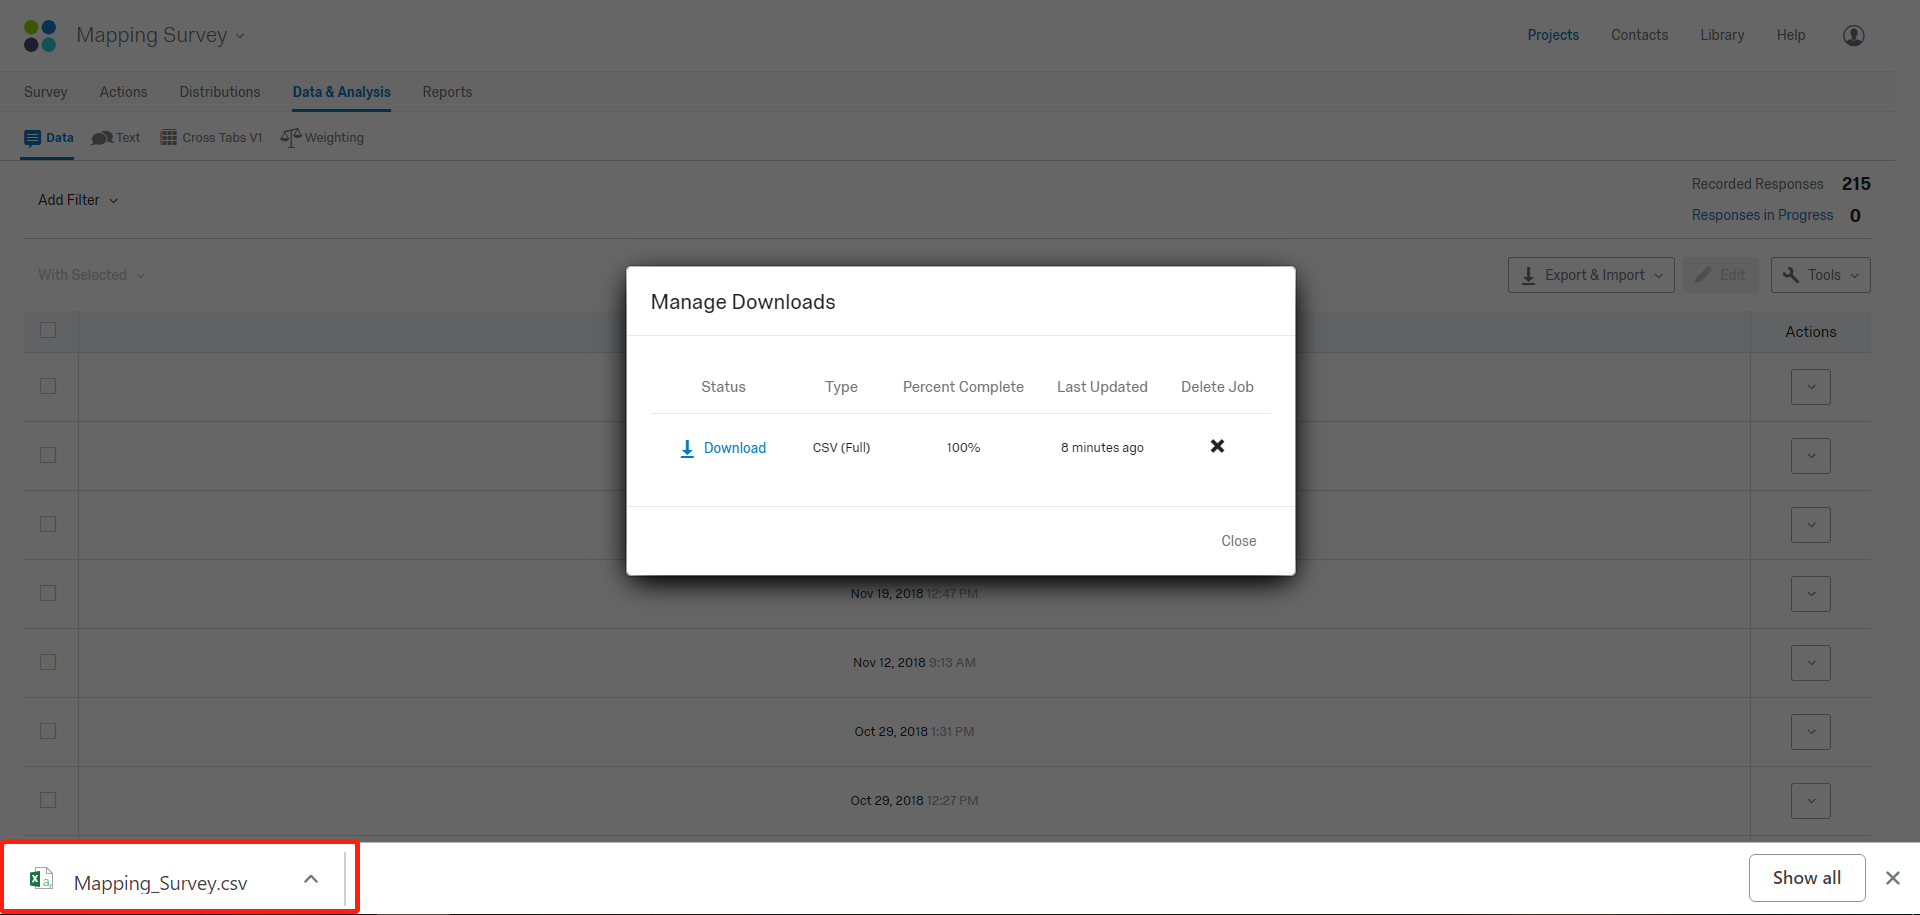 Mapping Survey
Projects Contacts Library Help
Survey Actions Distributions Data & Analysis Reports
Data Text Cross Tabs V1 Weighting
Add Filter
Recorded Responses 215
Responses in Progress 0
With Selected
Export & Import Edit Tools
Actions
Manage Downloads
Status Type Percent Complete Last Updated Delete Job
Download CSV (Full) 100% 8 minutes ago
Close
Nov 19, 2018 12:47 PM
Nov 12, 2018 9:13 AM
Oct 29, 2018 1:31 PM
Oct 29, 2018 12:27 PM
Mapping_Survey.csv
Show all